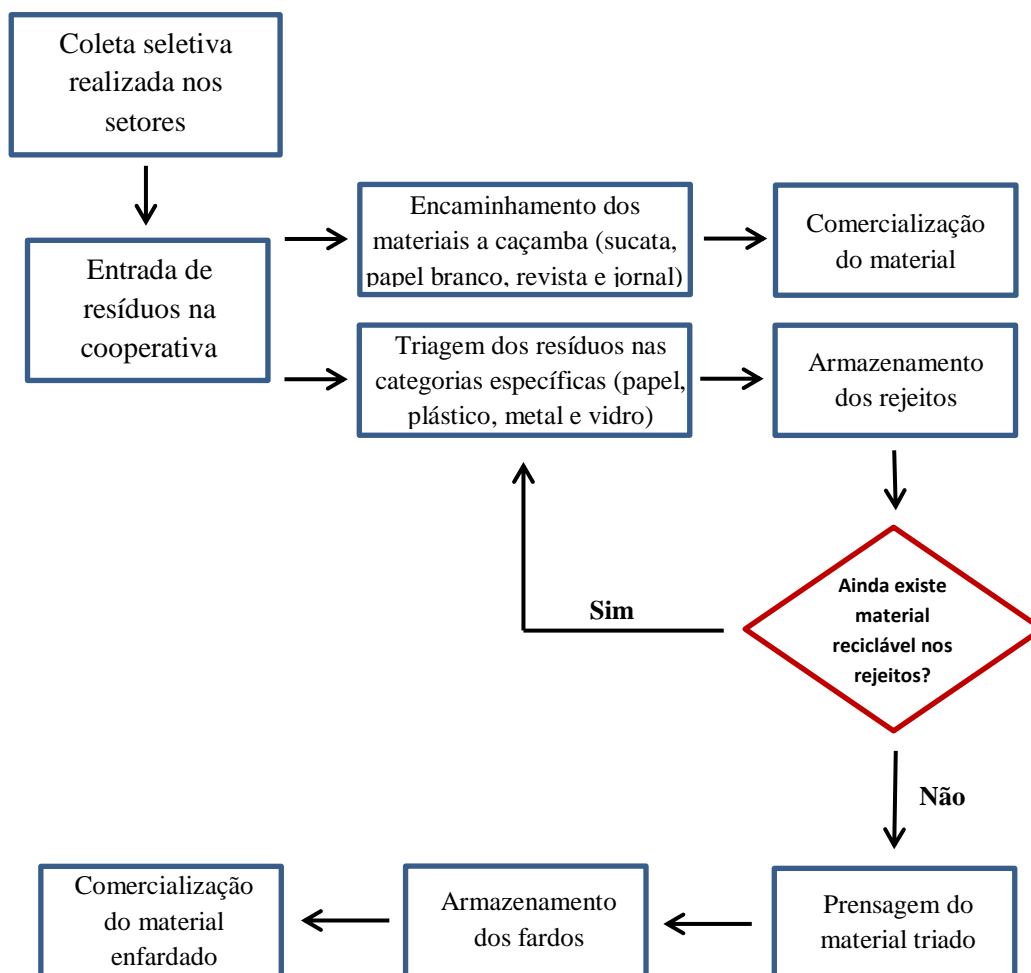 Coleta seletiva
realizada nos
setores
Entrada de
resíduos na
cooperativa
Encaminhamento dos
materiais a caçamba (sucata,
papel branco, revista e jornal)
Comercialização
do material
Triagem dos resíduos nas
categorias específicas (papel,
plástico, metal e vidro)
Armazenamento
dos rejeitos
Ainda existe
material
reciclável nos
rejeitos?
Sim
Não
Prensagem do
material triado
Armazenamento
dos fardos
Comercialização
do material
enfardado